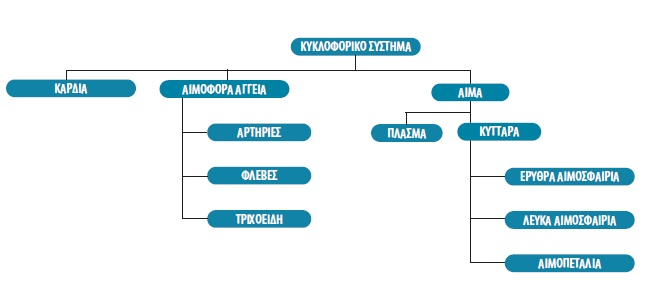 ΚΥΚΛΟΦΟΡΙΚΟ ΣΥΣΤΗΜΑ
ΚΑΡΔΙΑ
ΑΙΜΟΦΟΡΑ ΑΓΓΕΙΑ
ΑΙΜΑ
ΑΡΤΗΡΙΕΣ
ΠΛΑΣΜΑ
ΚΥΤΤΑΡΑ
ΦΛΕΒΕΣ
ΕΡΥΘΡΑ ΑΙΜΟΣΦΑΙΡΙΑ
ΤΡΙΧΟΕΙΔΗ
ΛΕΥΚΑ ΑΙΜΟΣΦΑΙΡΙΑ
ΑΙΜΟΠΕΤΑΛΙΑ